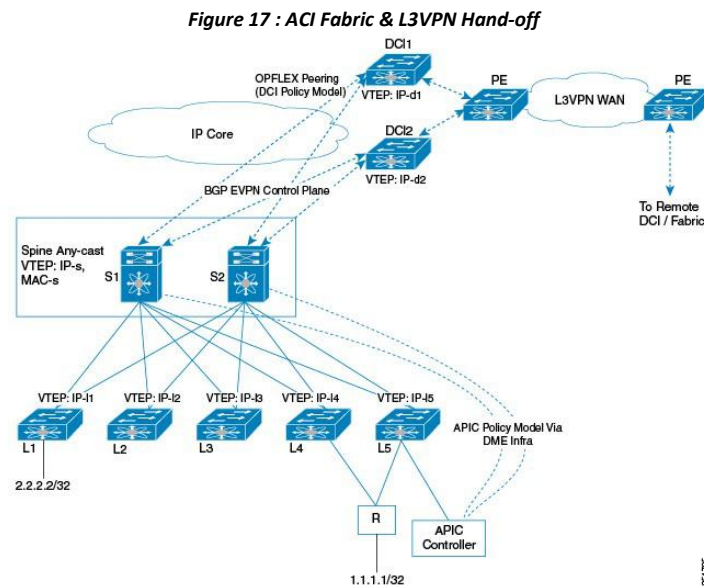 Figure 17 : ACI Fabric & L3VPN Hand-off
DCI1
OPFLEX Peering
(DCI Policy Model)
VTEP: IP-d1
PE
L3VPN WAN
PE
IP Core
DCI2
VTEP: IP-d2
BGP EVPN Control Plane
To Remote
DCI / Fabric
Spine Any-cast
VTEP: IP-s,
MAC-s
S1
S2
VTEP: IP-l1
VTEP: IP-l2
VTEP: IP-l3
VTEP: IP-l4
VTEP: IP-l5
L1
L2
L3
L4
L5
APIC Policy Model Via
DME Infra
2.2.2.2/32
R
APIC
Controller
1.1.1.1/32